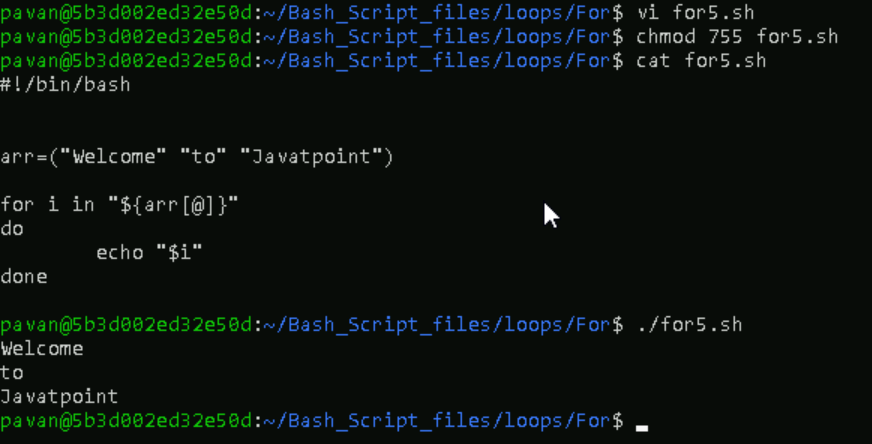 pavan@5b3d002ed32e50d:~/Bash_Script_files/loops/For$ vi for5.sh
pavan@5b3d002ed32e50d:~/Bash_Script_files/loops/For$ chmod 755 for5.sh
pavan@5b3d002ed32e50d:~/Bash_Script_files/loops/For$ cat for5.sh
#!/bin/bash
arr=("Welcome" "to" "Javatpoint")
for i in "${arr[@]}"
do
        echo "$i"
done
pavan@5b3d002ed32e50d:~/Bash_Script_files/loops/For$ ./for5.sh
Welcome
to
Javatpoint
pavan@5b3d002ed32e50d:~/Bash_Script_files/loops/For$